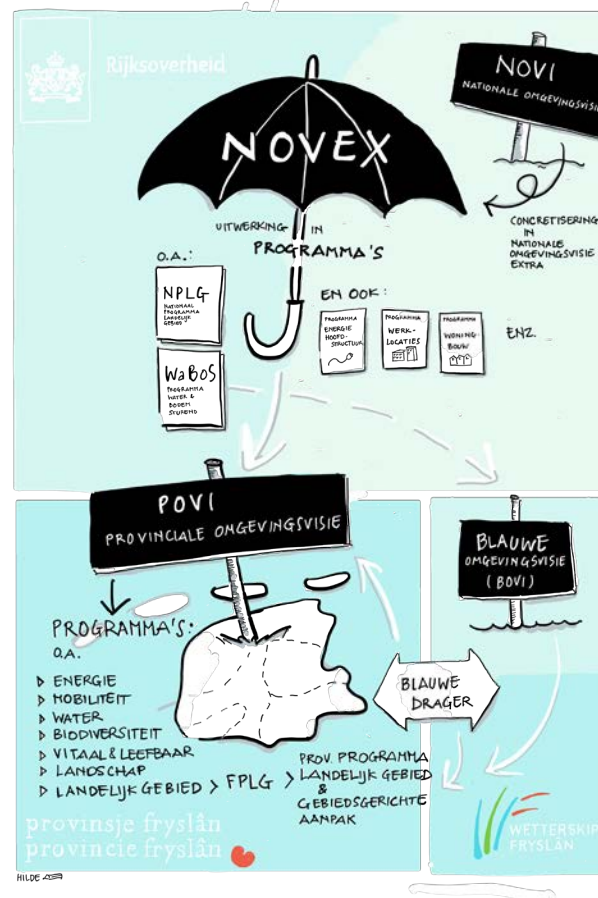 Rijksoverheid
NOVI
NATIONALE OMGEVINGSVISIE
NOVEX
CONCRETISERING
IN
NATIONALE
OMGEVINGSVISIE
EXTRA
UITWERKING IN
PROGRAMMA'S
O.A.:
NPLG
NATIONAAL
PROGRAMMA
LANDELIJK
GEBIED
EN OOK:
PROGRAMMA
ENERGIE
HOOFD-
STRUCTUUR
PROGRAMMA
WERK-
LOCATIES
PROGRAMMA
WONING
BOUW
ENZ.
WaBOS
PROGRAMMA
WATER &
BODEM
STUREND
POVI
PROVINCIALE OMGEVINGSVISIE
BLAUWE
OMGEVINGSVISIE
(BOVI)
PROGRAMMA'S:
O.A.
ENERGIE
MOBILITEIT
WATER
BIODIVERSITEIT
VITAAL & LEEFBAAR
LANDSCHAP
LANDELIJK GEBIED > FPLG >
PROV. PROGRAMMA
LANDELIJK GEBIED
&
GEBIEDSGERICHTE
AANPAK
BLAUWE
DRAGER
provinsje fryslân
provincie fryslân
WETTERSKIP
FRYSLÂN
HILDE